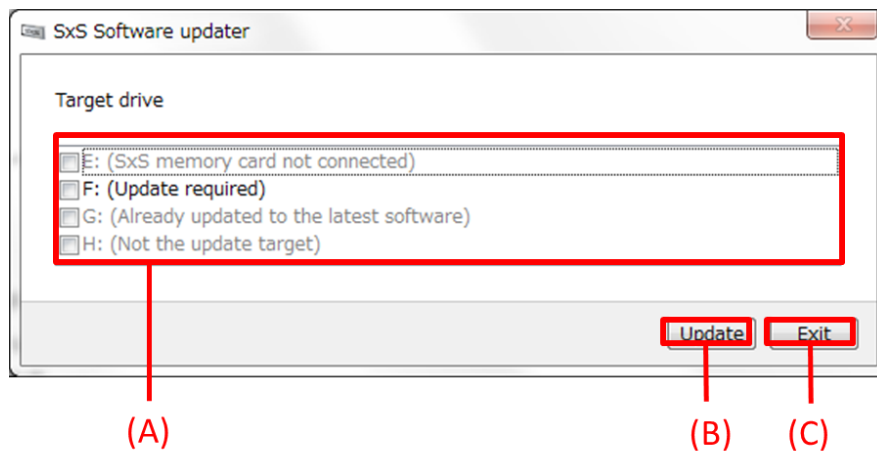 SxS Software updater
Target drive
E: (SxS memory card not connected)
F: (Update required)
G: (Already updated to the latest software)
H: (Not the update target)
Update Exit
(A) (B) (C)